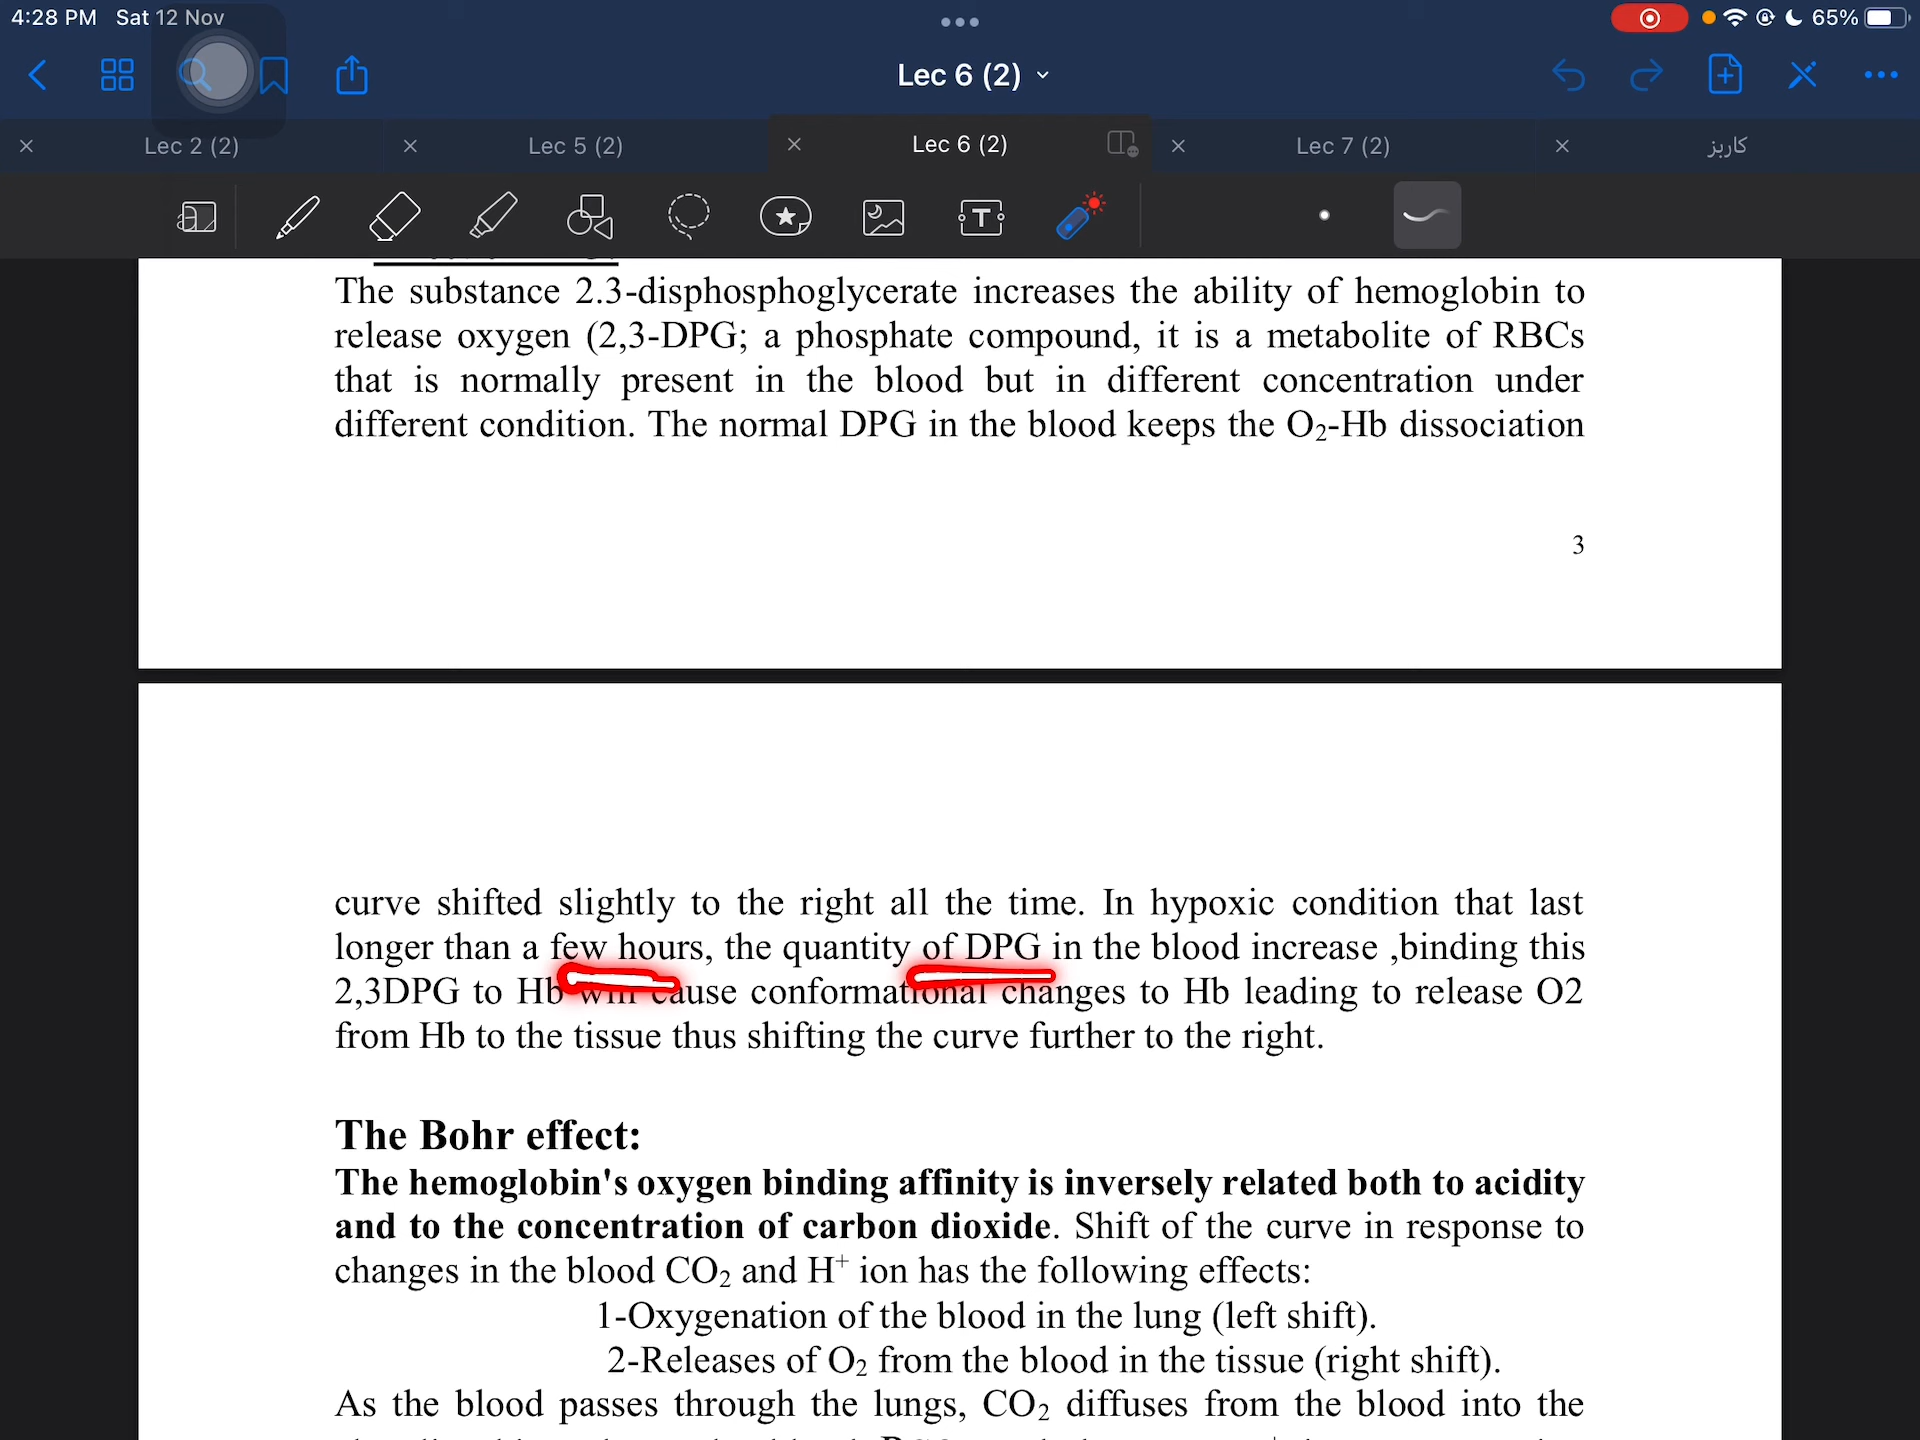 4:28 PM Sat 12 Nov
65%
Lec 6 (2)
Lec 2 (2)
Lec 5 (2)
Lec 6 (2)
Lec 7 (2)
كاربز
The substance 2.3-disphosphoglycerate increases the ability of hemoglobin to
release oxygen (2,3-DPG; a phosphate compound, it is a metabolite of RBCs
that is normally present in the blood but in different concentration under
different condition. The normal DPG in the blood keeps the O₂-Hb dissociation
3
curve shifted slightly to the right all the time. In hypoxic condition that last
longer than a few hours, the quantity of DPG in the blood increase ,binding this
2,3DPG to Hb will cause conformational changes to Hb leading to release O2
from Hb to the tissue thus shifting the curve further to the right.
The Bohr effect:
The hemoglobin's oxygen binding affinity is inversely related both to acidity
and to the concentration of carbon dioxide. Shift of the curve in response to
changes in the blood CO₂ and H⁺ ion has the following effects:
1-Oxygenation of the blood in the lung (left shift).
2-Releases of O₂ from the blood in the tissue (right shift).
As the blood passes through the lungs, CO₂ diffuses from the blood into the